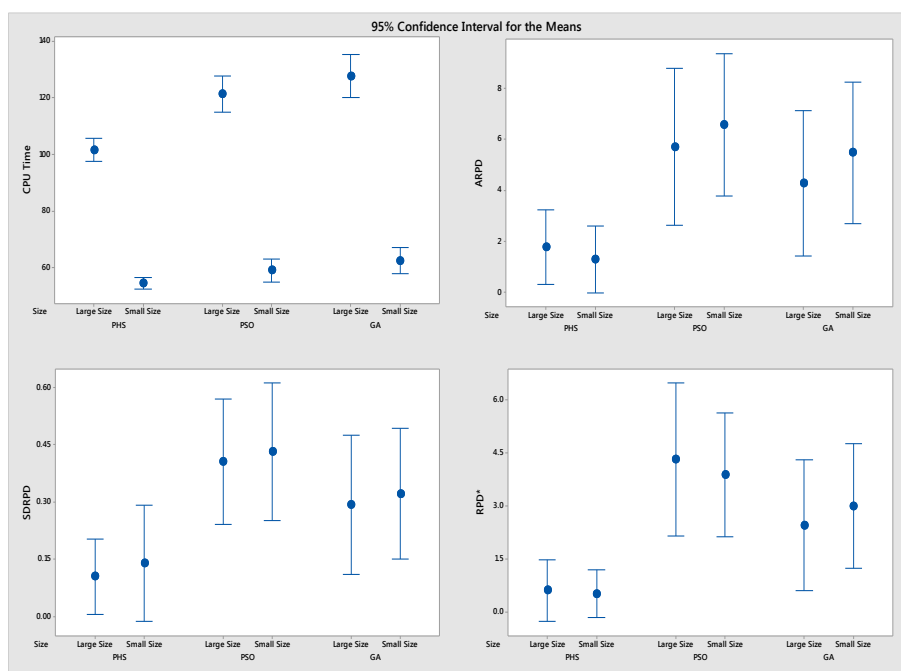 95% Confidence Interval for the Means
CPU Time
140
120
100
80
60
Size
Large Size Small Size Large Size Small Size Large Size Small Size
PHS PSO GA
ARPD
8
6
4
2
0
Size
Large Size Small Size Large Size Small Size Large Size Small Size
PHS PSO GA
SDRPD
0.60
0.45
0.30
0.15
0.00
Size
Large Size Small Size Large Size Small Size Large Size Small Size
PHS PSO GA
RPD*
6.0
4.5
3.0
1.5
0.0
Size
Large Size Small Size Large Size Small Size Large Size Small Size
PHS PSO GA